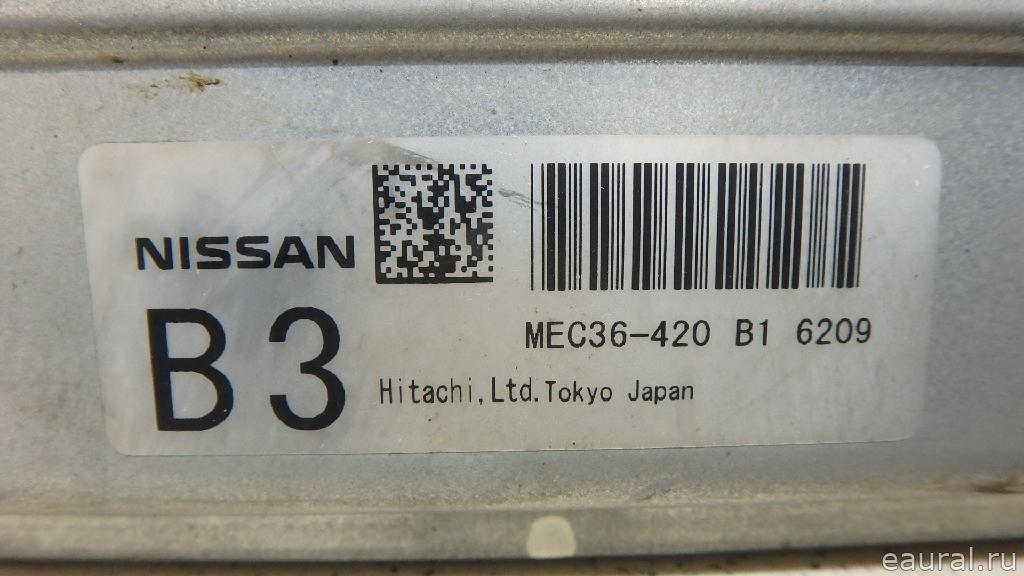 NISSAN
B3
MEC36-420 B1 6209
Hitachi,Ltd.Tokyo Japan
eaural.ru